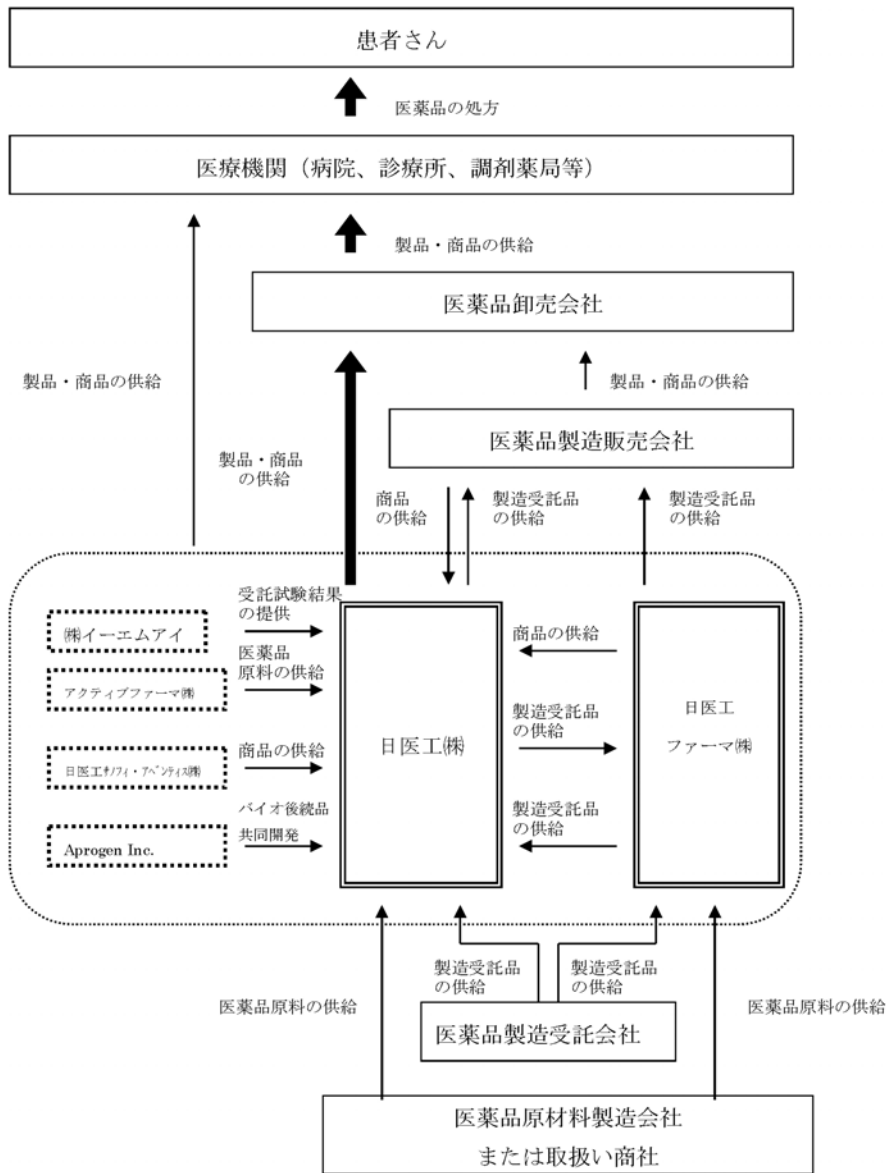 患者さん
医薬品の処方
医療機関（病院、診療所、調剤薬局等）
製品・商品の供給
医薬品卸売会社
製品・商品の供給
製品・商品の供給
医薬品製造販売会社
製品・商品
の供給
商品
の供給
製造受託品
の供給
製造受託品
の供給
受託試験結果
の提供
㈱イーエムアイ
医薬品
原料の供給
アクティブファーマ㈱
商品の供給
日医工ｻﾉﾌｨ・ｱﾍﾞﾝﾃｨｽ㈱
バイオ後続品
共同開発
Aprogen Inc.
日医工㈱
商品の供給
製造受託品
の供給
製造受託品
の供給
日医工
ファーマ㈱
製造受託品
の供給
製造受託品
の供給
医薬品原料の供給
医薬品原料の供給
医薬品製造受託会社
医薬品原材料製造会社
または取扱い商社